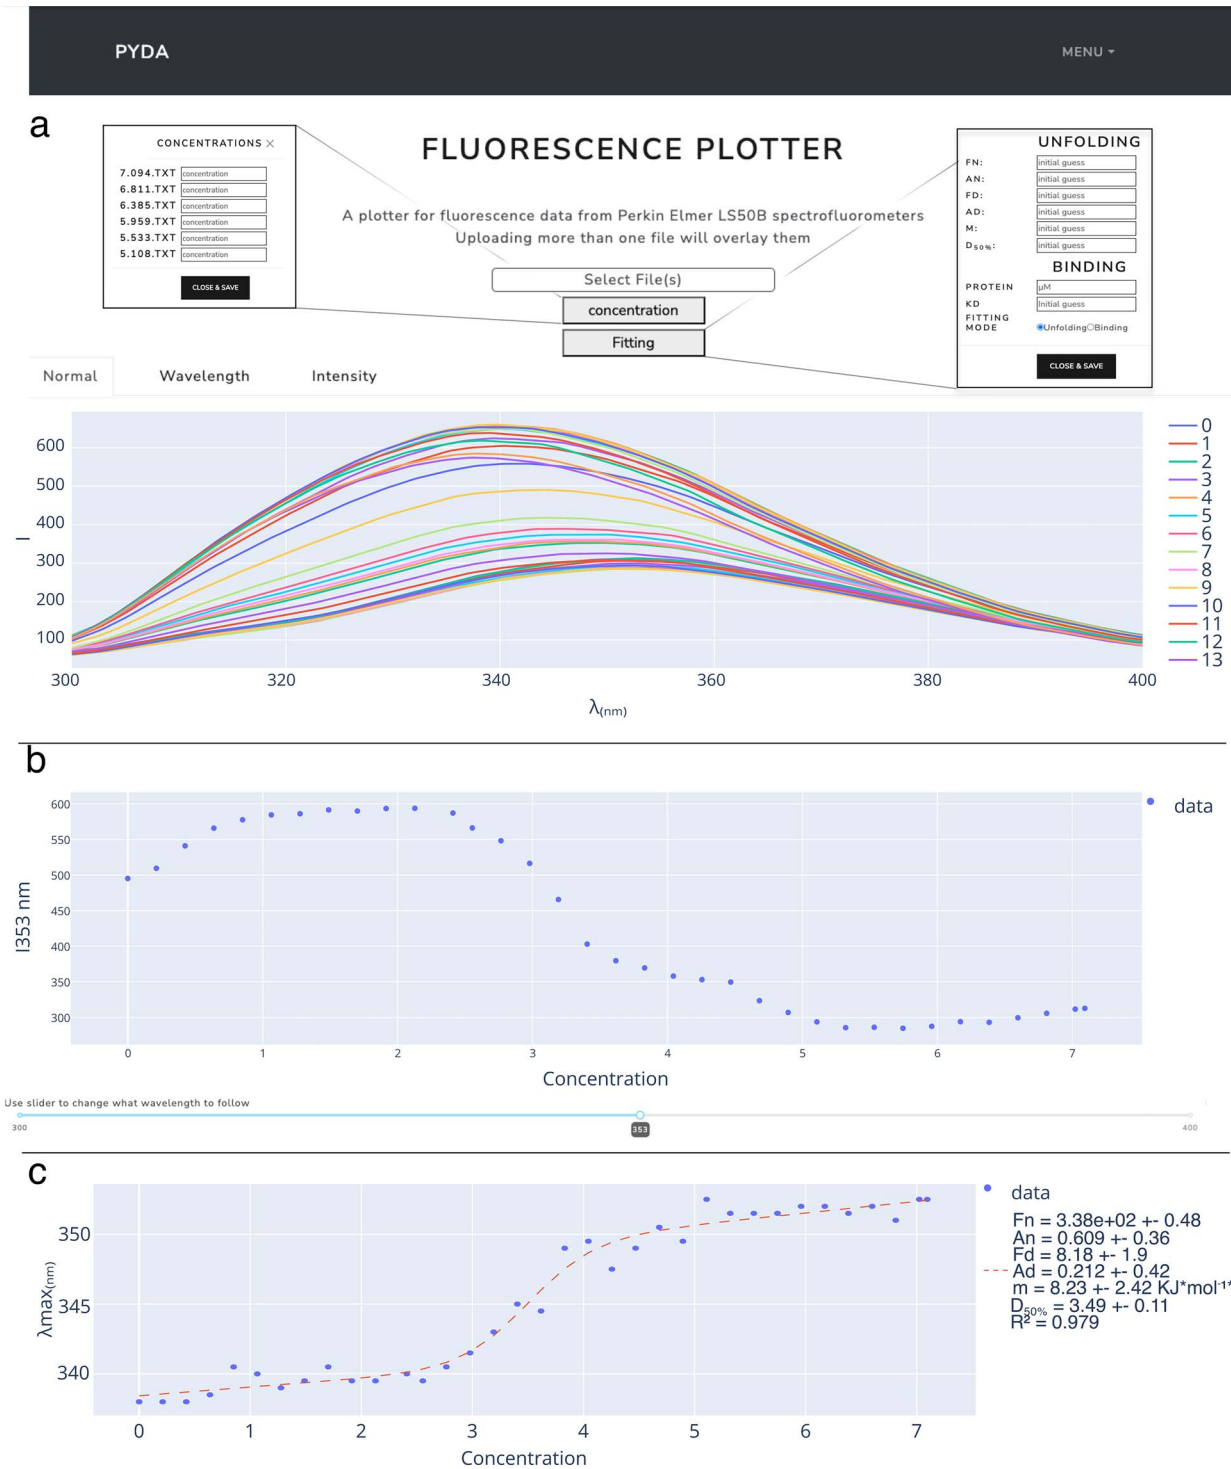 PYDA
MENU
a
CONCENTRATIONS ×
7.094.TXT concentration
6.811.TXT concentration
6.385.TXT concentration
5.959.TXT concentration
5.533.TXT concentration
5.108.TXT concentration
CLOSE & SAVE
FLUORESCENCE PLOTTER
A plotter for fluorescence data from Perkin Elmer LS50B spectrofluorometers
Uploading more than one file will overlay them
Select File(s)
concentration
Fitting
UNFOLDING
FN: initial guess
AN: initial guess
FD: initial guess
AD: initial guess
M: initial guess
D50%: initial guess
BINDING
PROTEIN µM
KD Initial guess
FITTING
MODE Unfolding Binding
CLOSE & SAVE
Normal Wavelength Intensity
600
500
400
300
200
100
I
300 320 340 360 380 400
λ(nm)
0
1
2
3
4
5
6
7
8
9
10
11
12
13
b
600
550
500
450
400
350
300
I353 nm
0 1 2 3 4 5 6 7
Concentration
data
Use slider to change what wavelength to follow
300 353 400
c
350
345
340
λmax(nm)
0 1 2 3 4 5 6 7
Concentration
data
Fn = 3.38e+02 +- 0.48
An = 0.609 +- 0.36
Fd = 8.18 +- 1.9
Ad = 0.212 +- 0.42
m = 8.23 +- 2.42 KJ*mol-1*
D50% = 3.49 +- 0.11
R² = 0.979